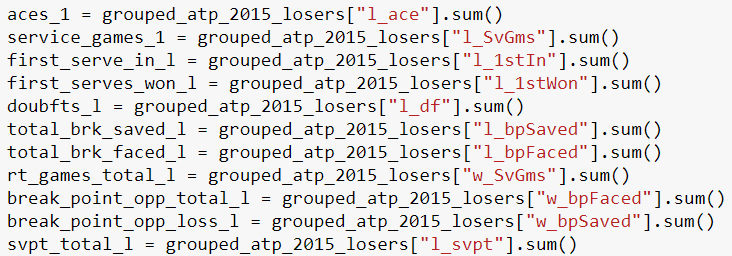 aces_1 = grouped_atp_2015_losers["l_ace"].sum()
service_games_1 = grouped_atp_2015_losers["l_SvGms"].sum()
first_serve_in_l = grouped_atp_2015_losers["l_1stIn"].sum()
first_serves_won_l = grouped_atp_2015_losers["l_1stWon"].sum()
doubfts_l = grouped_atp_2015_losers["l_df"].sum()
total_brk_saved_l = grouped_atp_2015_losers["l_bpSaved"].sum()
total_brk_faced_l = grouped_atp_2015_losers["l_bpFaced"].sum()
rt_games_total_l = grouped_atp_2015_losers["w_SvGms"].sum()
break_point_opp_total_l = grouped_atp_2015_losers["w_bpFaced"].sum()
break_point_opp_loss_l = grouped_atp_2015_losers["w_bpSaved"].sum()
svpt_total_l = grouped_atp_2015_losers["l_svpt"].sum()